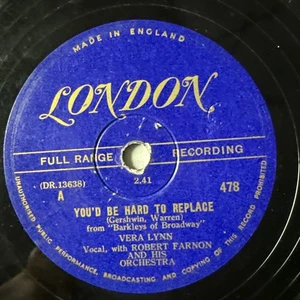 MADE IN ENGLAND
LONDON
FULL RANGE RECORDING
(DR.13638) 2.41
A 478
YOU'D BE HARD TO REPLACE
(Gershwin, Warren)
from "Barkleys of Broadway"
VERA LYNN
Vocal, with ROBERT FARNON
AND HIS
ORCHESTRA
UNAUTHORISED PUBLIC PERFORMANCE, BROADCASTING AND COPYING OF THIS RECORD PROHIBITED